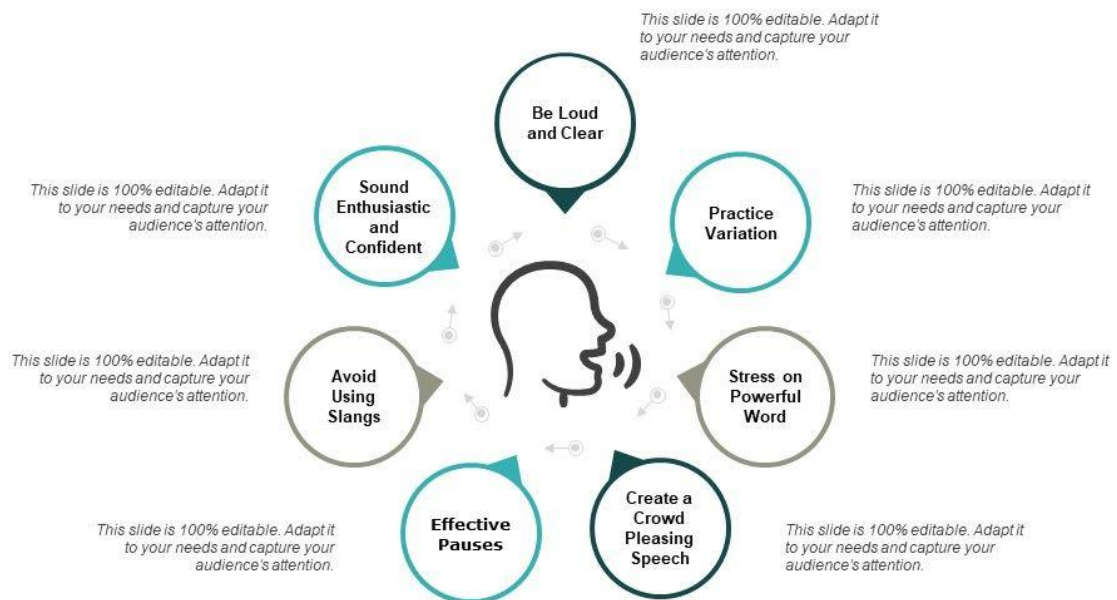 This slide is 100% editable. Adapt it
to your needs and capture your
audience's attention.
Be Loud
and Clear
This slide is 100% editable. Adapt it
to your needs and capture your
audience's attention.
Sound
Enthusiastic
and
Confident
Practice
Variation
This slide is 100% editable. Adapt it
to your needs and capture your
audience's attention.
This slide is 100% editable. Adapt it
to your needs and capture your
audience's attention.
Avoid
Using
Slangs
Stress on
Powerful
Word
This slide is 100% editable. Adapt it
to your needs and capture your
audience's attention.
This slide is 100% editable. Adapt it
to your needs and capture your
audience's attention.
Effective
Pauses
Create a
Crowd
Pleasing
Speech
This slide is 100% editable. Adapt it
to your needs and capture your
audience's attention.